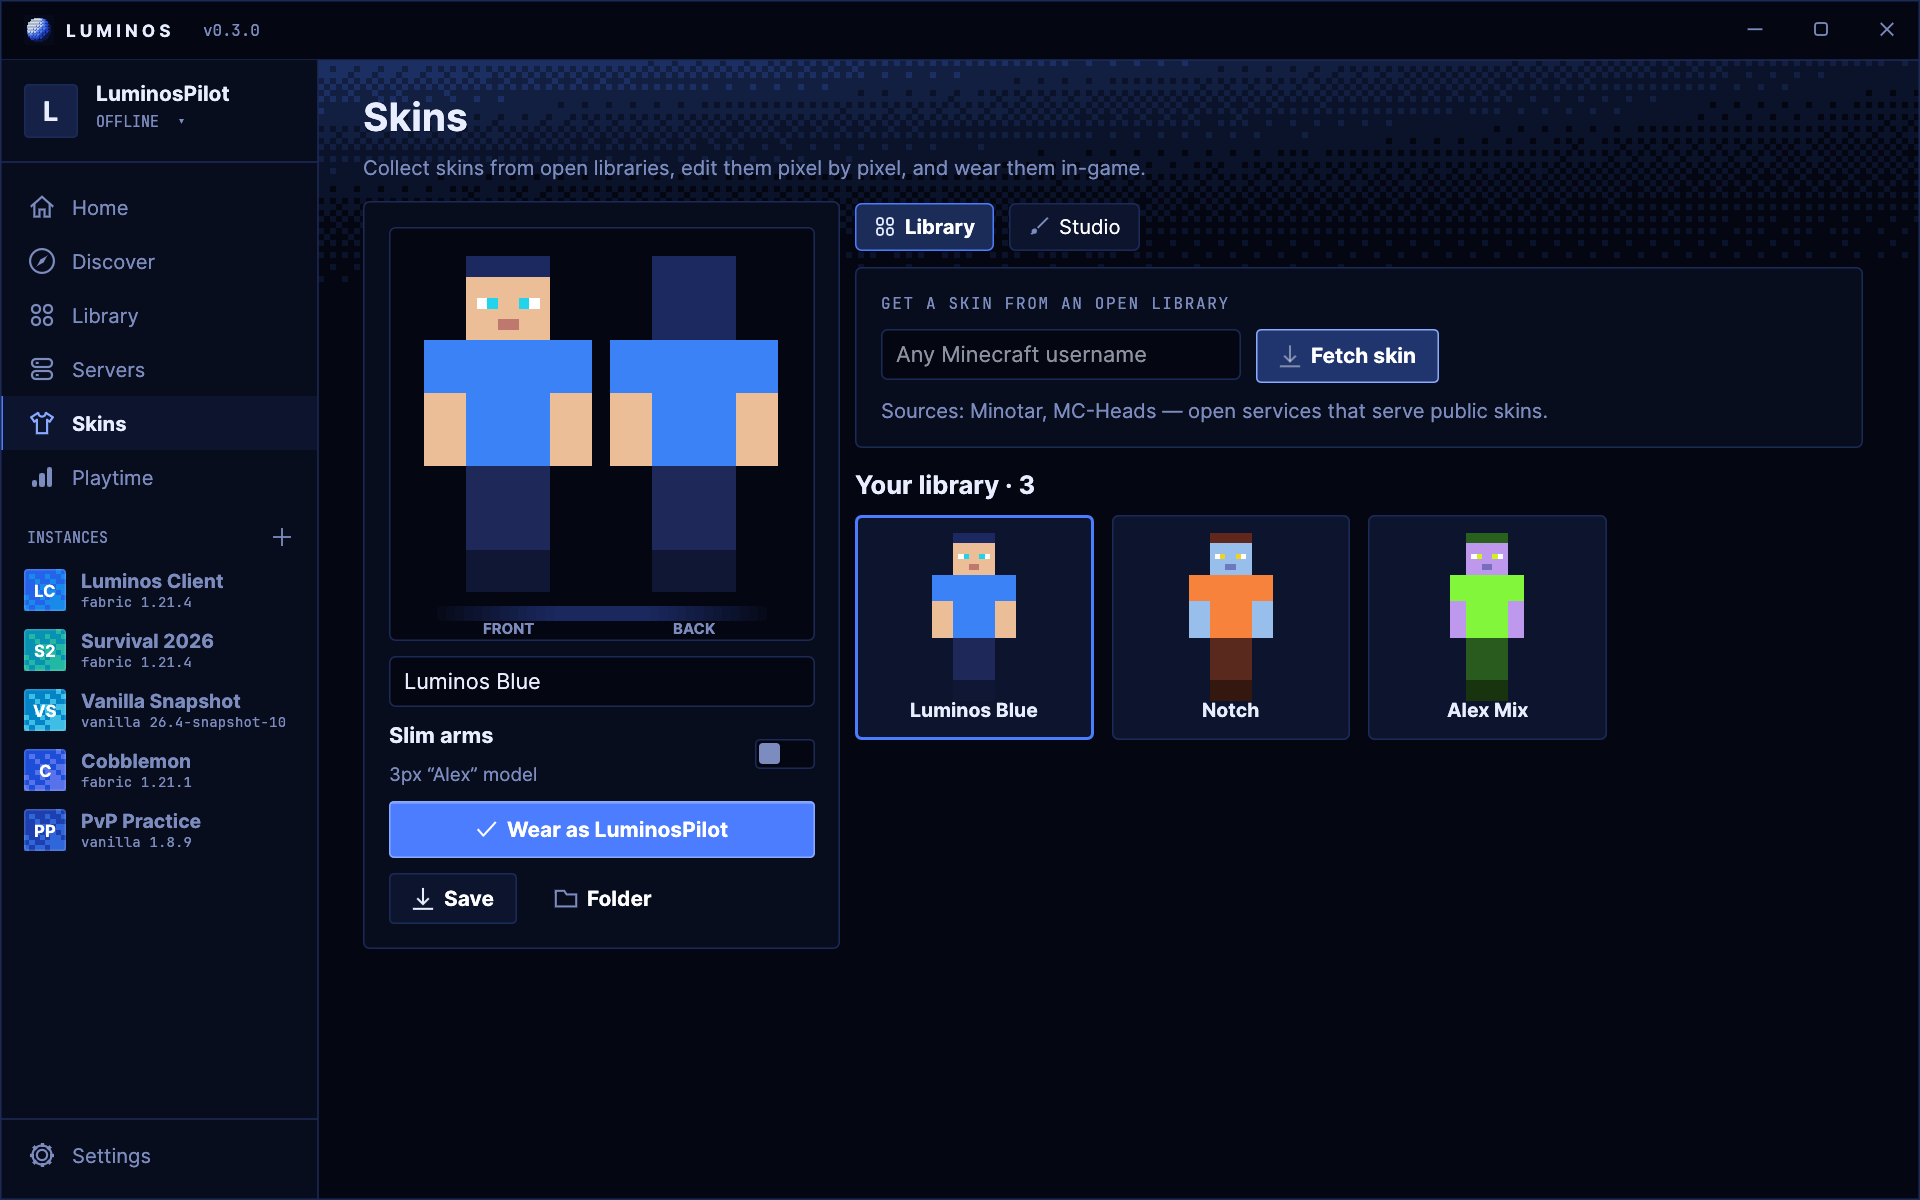 LUMINOS v0.3.0
L
LuminosPilot
OFFLINE
Home
Discover
Library
Servers
Skins
Playtime
INSTANCES
LC
Luminos Client
fabric 1.21.4
S2
Survival 2026
fabric 1.21.4
VS
Vanilla Snapshot
vanilla 26.4-snapshot-10
C
Cobblemon
fabric 1.21.1
PP
PvP Practice
vanilla 1.8.9
Settings
Skins
Collect skins from open libraries, edit them pixel by pixel, and wear them in-game.
FRONT BACK
Luminos Blue
Slim arms
3px “Alex” model
Wear as LuminosPilot
Save Folder
Library Studio
GET A SKIN FROM AN OPEN LIBRARY
Any Minecraft username Fetch skin
Sources: Minotar, MC-Heads — open services that serve public skins.
Your library · 3
Luminos Blue Notch Alex Mix